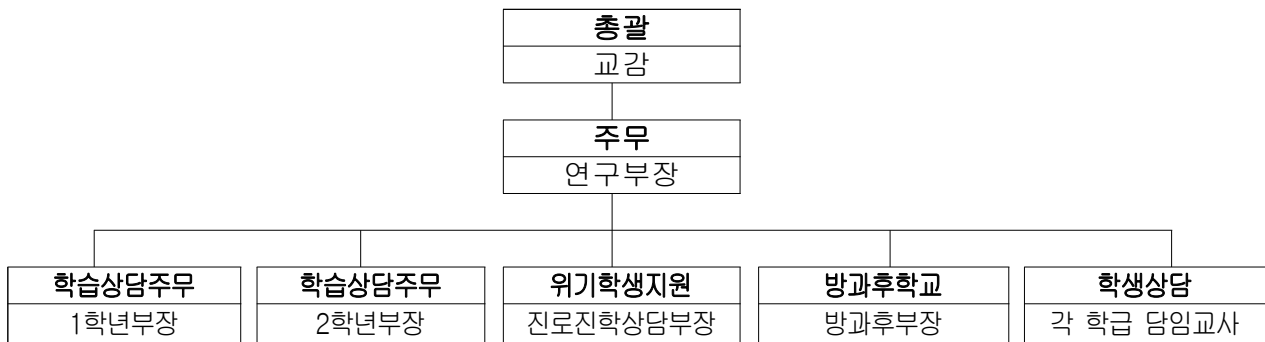 총괄
교감
주무
연구부장
학습상담주무
1학년부장
학습상담주무
2학년부장
위기학생지원
진로진학상담부장
방과후학교
방과후부장
학생상담
각 학급 담임교사